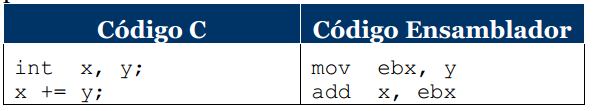 Código C Código Ensamblador
int x, y; mov ebx, y
x += y; add x, ebx